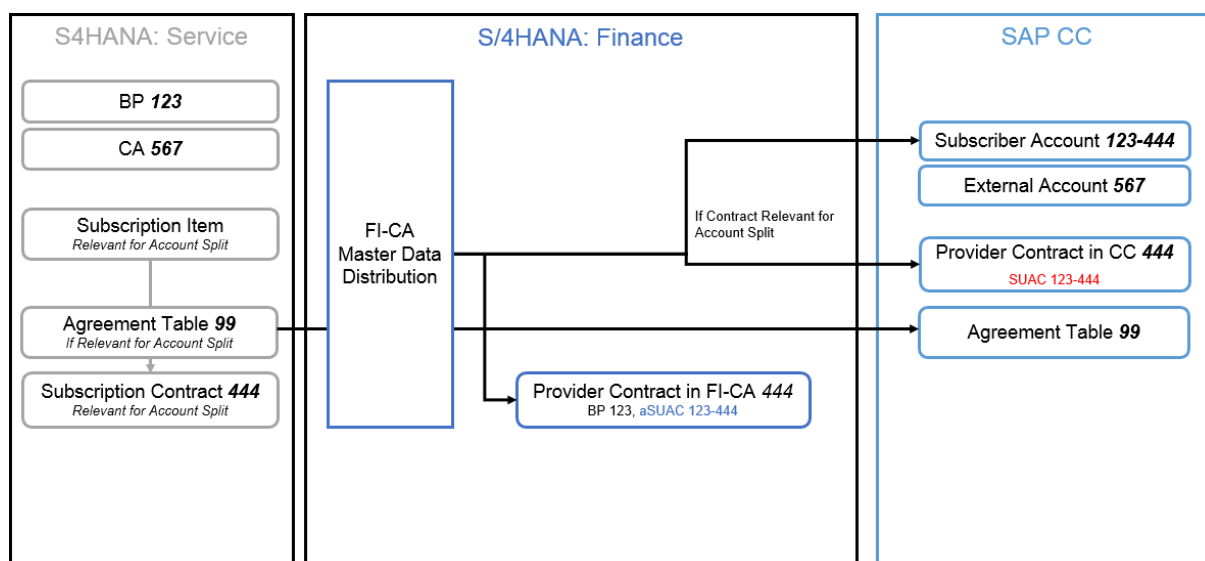 S4HANA: Service
BP 123
CA 567
Subscription Item
Relevant for Account Split
Agreement Table 99
If Relevant for Account Split
Subscription Contract 444
Relevant for Account Split
S/4HANA: Finance
FI-CA
Master Data
Distribution
If Contract Relevant for
Account Split
Provider Contract in FI-CA 444
BP 123, aSUAC 123-444
SAP CC
Subscriber Account 123-444
External Account 567
Provider Contract in CC 444
SUAC 123-444
Agreement Table 99